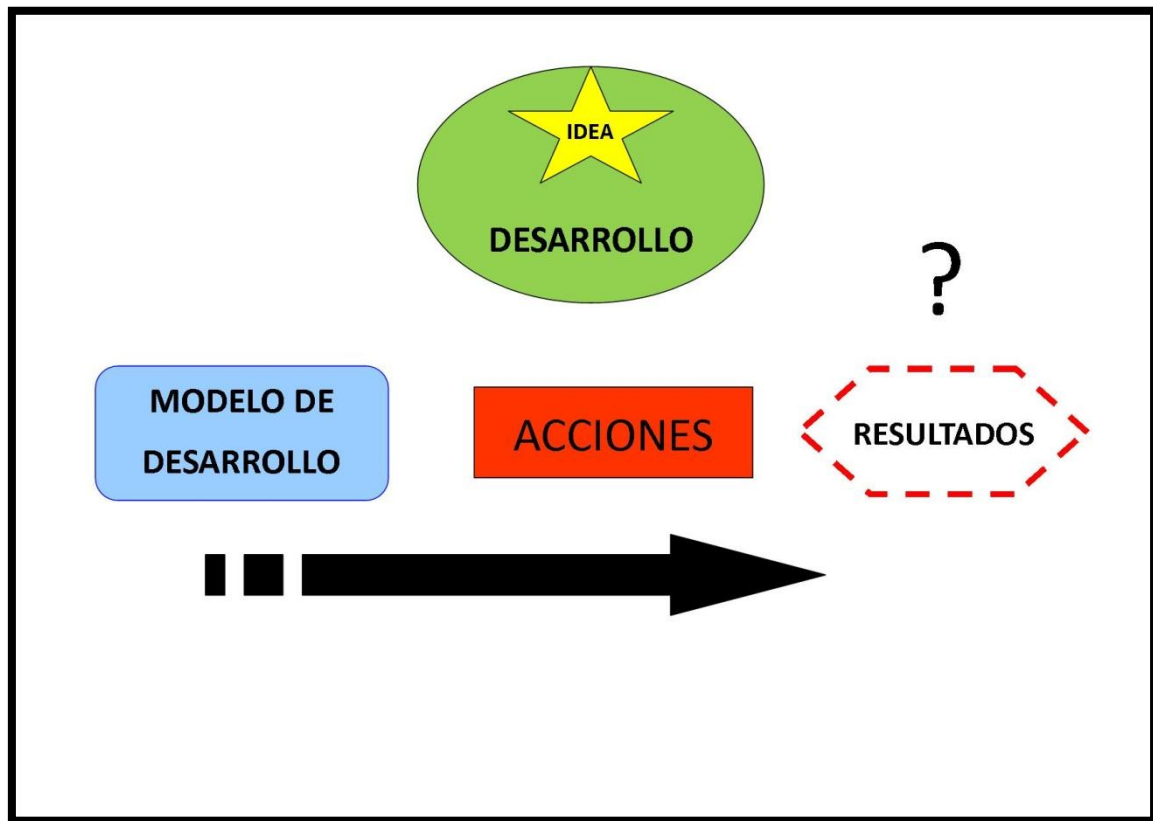 IDEA
DESARROLLO
?
MODELO DE
DESARROLLO
ACCIONES
RESULTADOS